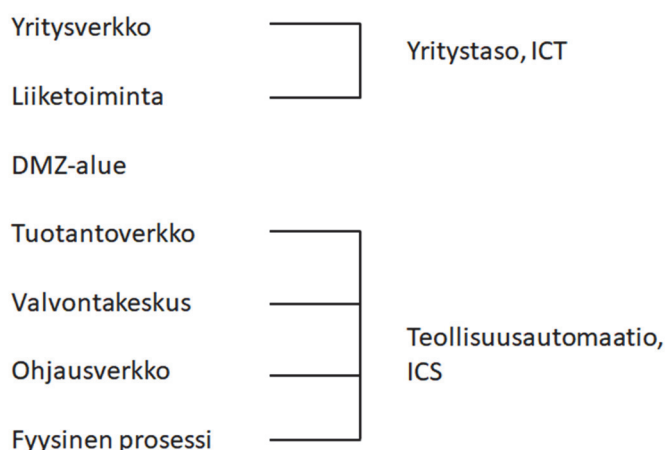 Yritysverkko
Yritystaso, ICT
Liiketoiminta
DMZ-alue
Tuotantoverkko
Valvontakeskus
Teollisuusautomaatio,
ICS
Ohjausverkko
Fyysinen prosessi